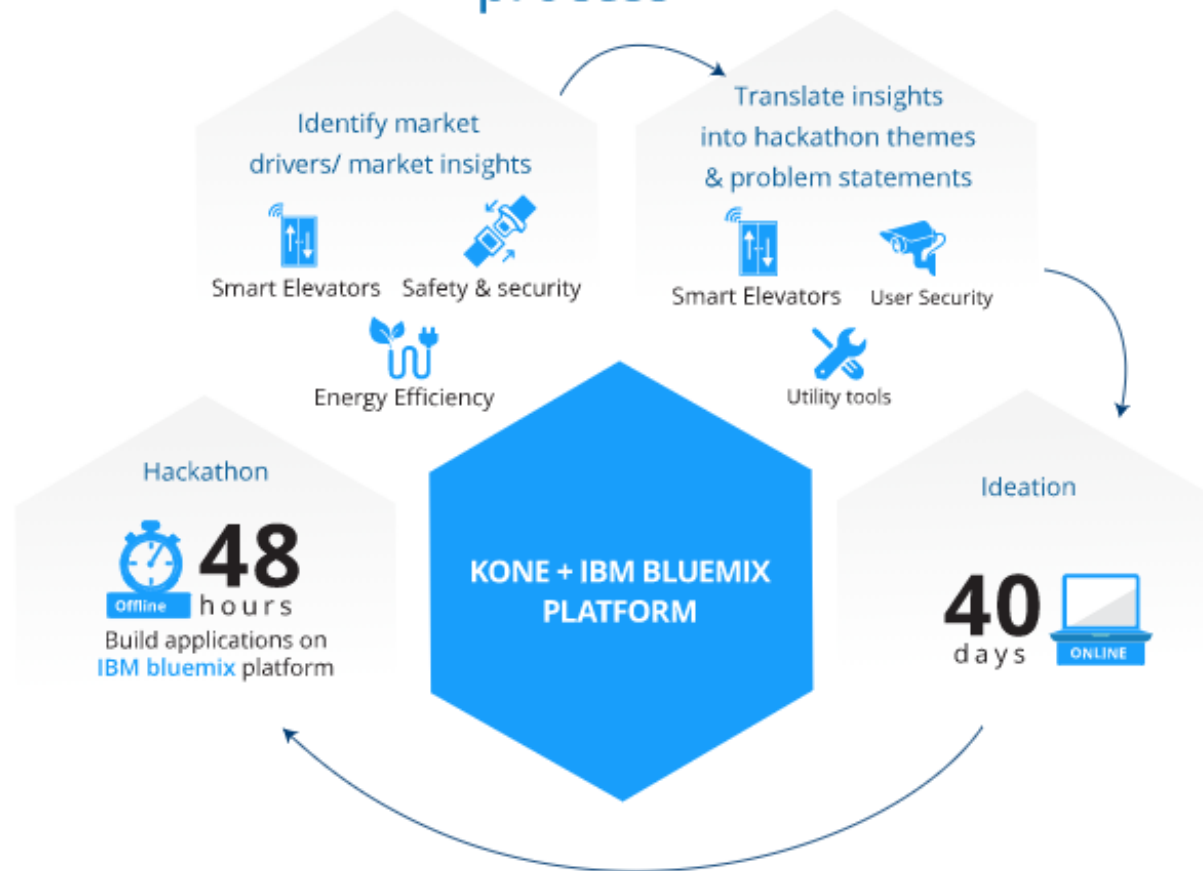 process
Identify market
drivers/ market insights
Smart Elevators
Safety & security
Energy Efficiency
Translate insights
into hackathon themes
& problem statements
Smart Elevators
User Security
Utility tools
Ideation
40
days
ONLINE
Hackathon
48
Offline
hours
Build applications on
IBM bluemix platform
KONE + IBM BLUEMIX
PLATFORM